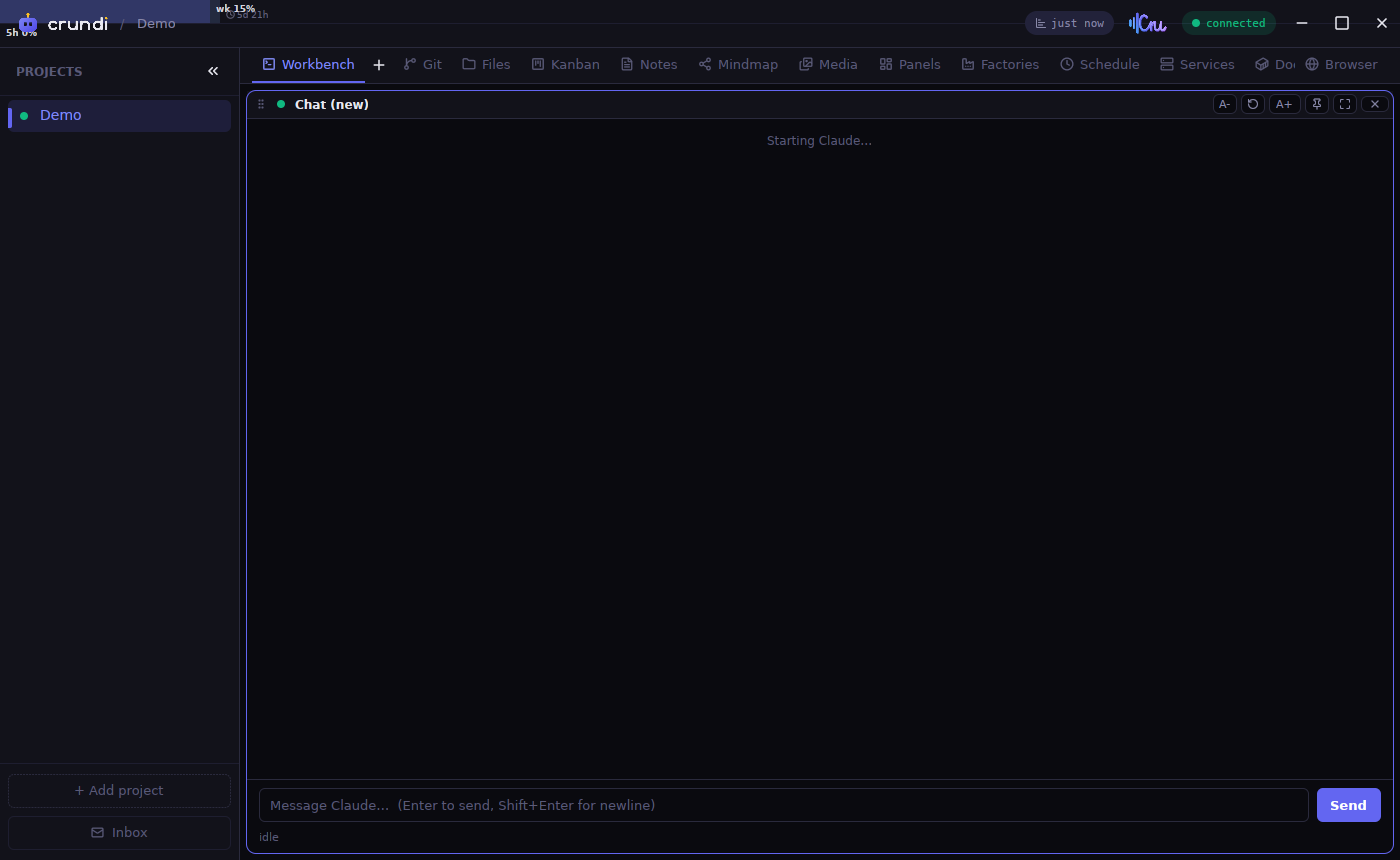 wk 15%
5d 21h
5h 0%
crundi / Demo
just now
Cru
connected
PROJECTS
Workbench
Git
Files
Kanban
Notes
Mindmap
Media
Panels
Factories
Schedule
Services
Doc
Browser
Demo
Chat (new)
A-
A+
Starting Claude...
+ Add project
Inbox
Message Claude... (Enter to send, Shift+Enter for newline)
Send
idle